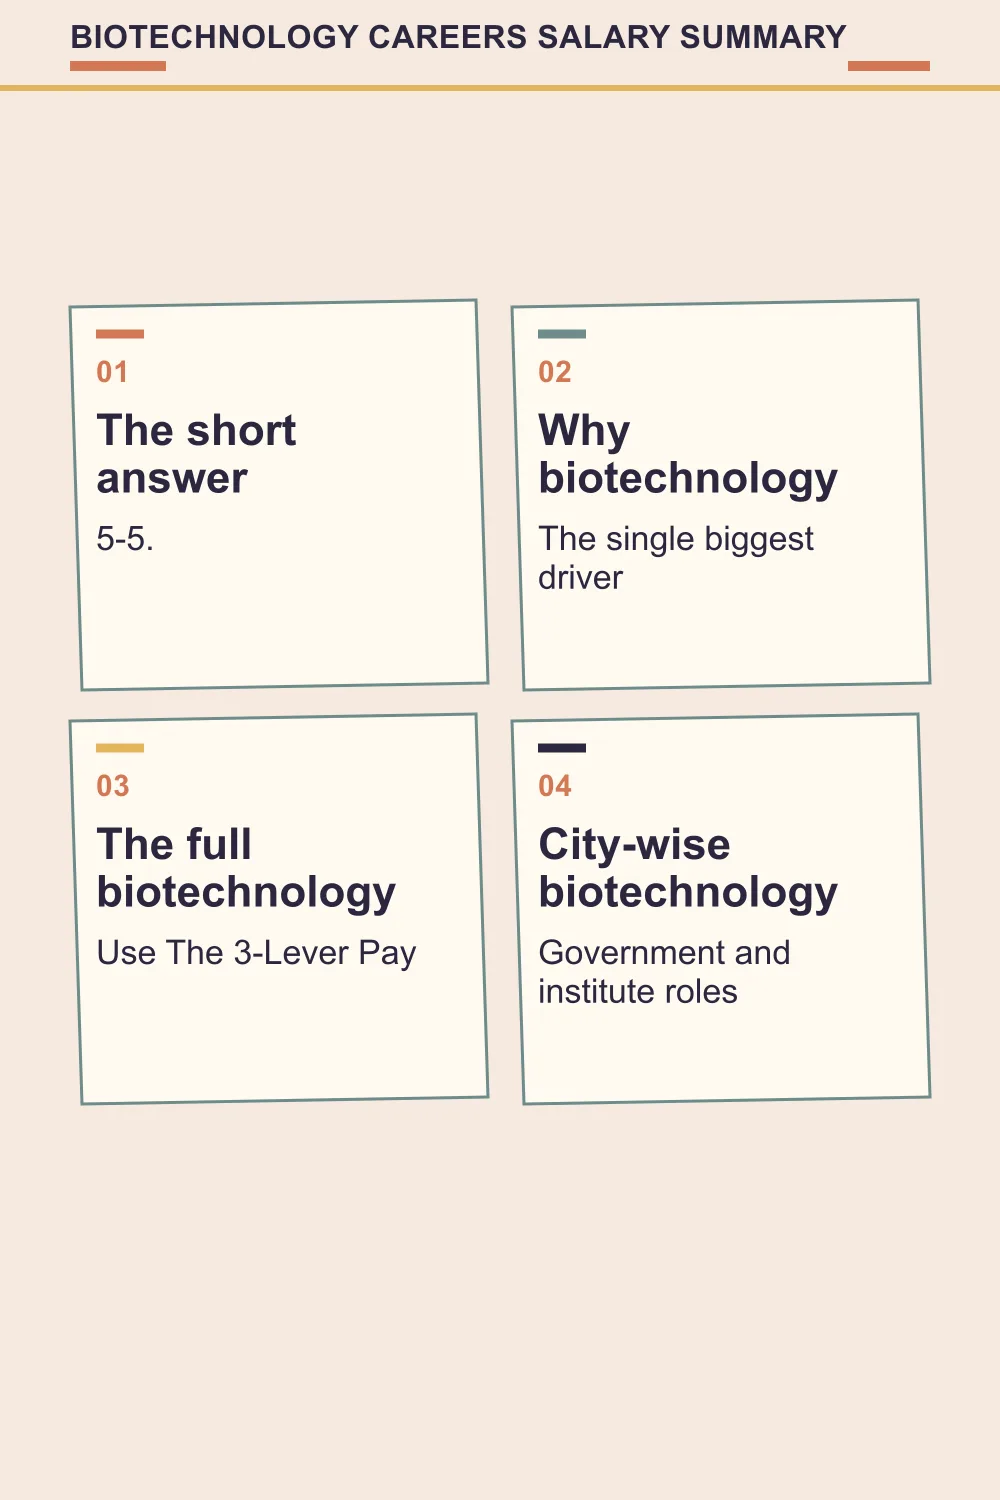 BIOTECHNOLOGY CAREERS SALARY SUMMARY
01
The short
answer
5-5.
02
Why
biotechnology
The single biggest
driver
03
The full
biotechnology
Use The 3-Lever Pay
04
City-wise
biotechnology
Government and
institute roles